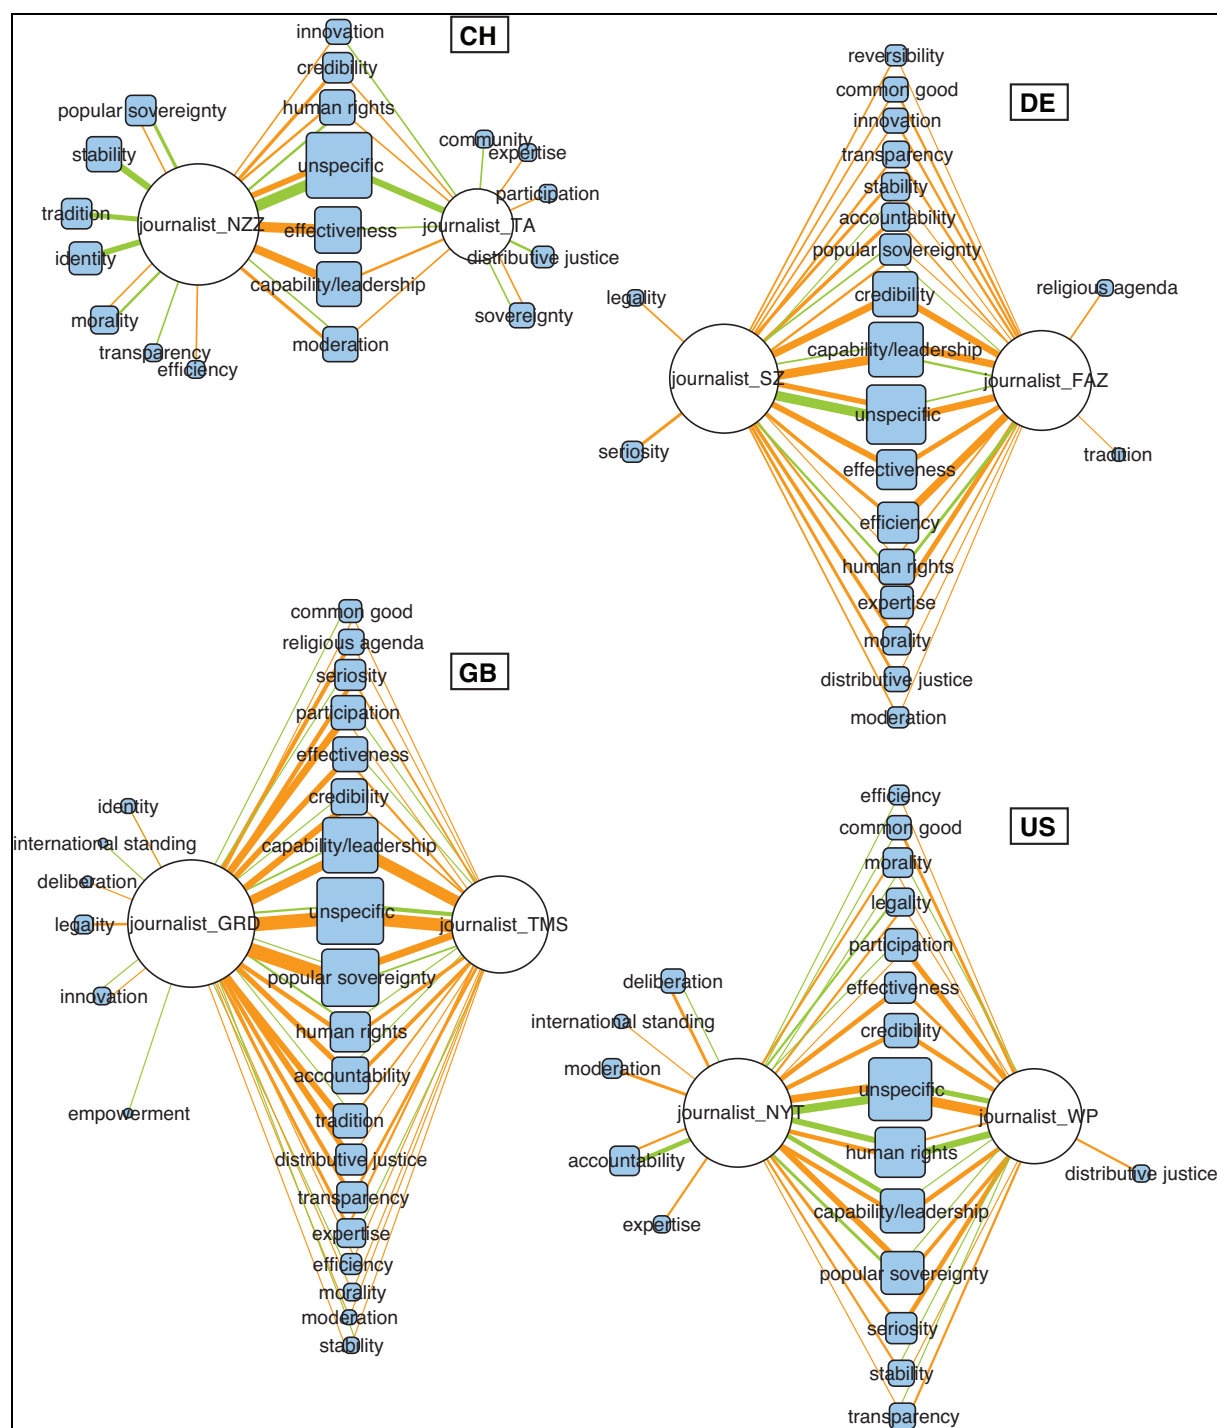 CH
innovation
credibility
human rights
unspecific
effectiveness
capability/leadership
moderation
popular sovereignty
stability
tradition
identity
morality
transparency
efficiency
journalist_NZZ
journalist_TA
community
expertise
participation
distributive justice
sovereignty
DE
reversibility
common good
innovation
transparency
stability
accountability
popular sovereignty
credibility
capability/leadership
unspecific
effectiveness
efficiency
human rights
expertise
morality
distributive justice
moderation
legality
seriosity
journalist_SZ
journalist_FAZ
religious agenda
tradition
GB
common good
religious agenda
seriosity
participation
effectiveness
credibility
capability/leadership
unspecific
popular sovereignty
human rights
accountability
tradition
distributive justice
transparency
expertise
efficiency
morality
moderation
stability
identity
international standing
deliberation
legality
innovation
empowerment
journalist_GRD
journalist_TMS
US
efficiency
common good
morality
legality
participation
effectiveness
credibility
unspecific
human rights
capability/leadership
popular sovereignty
seriosity
stability
transparency
deliberation
international standing
moderation
accountability
expertise
journalist_NYT
journalist_WP
distributive justice